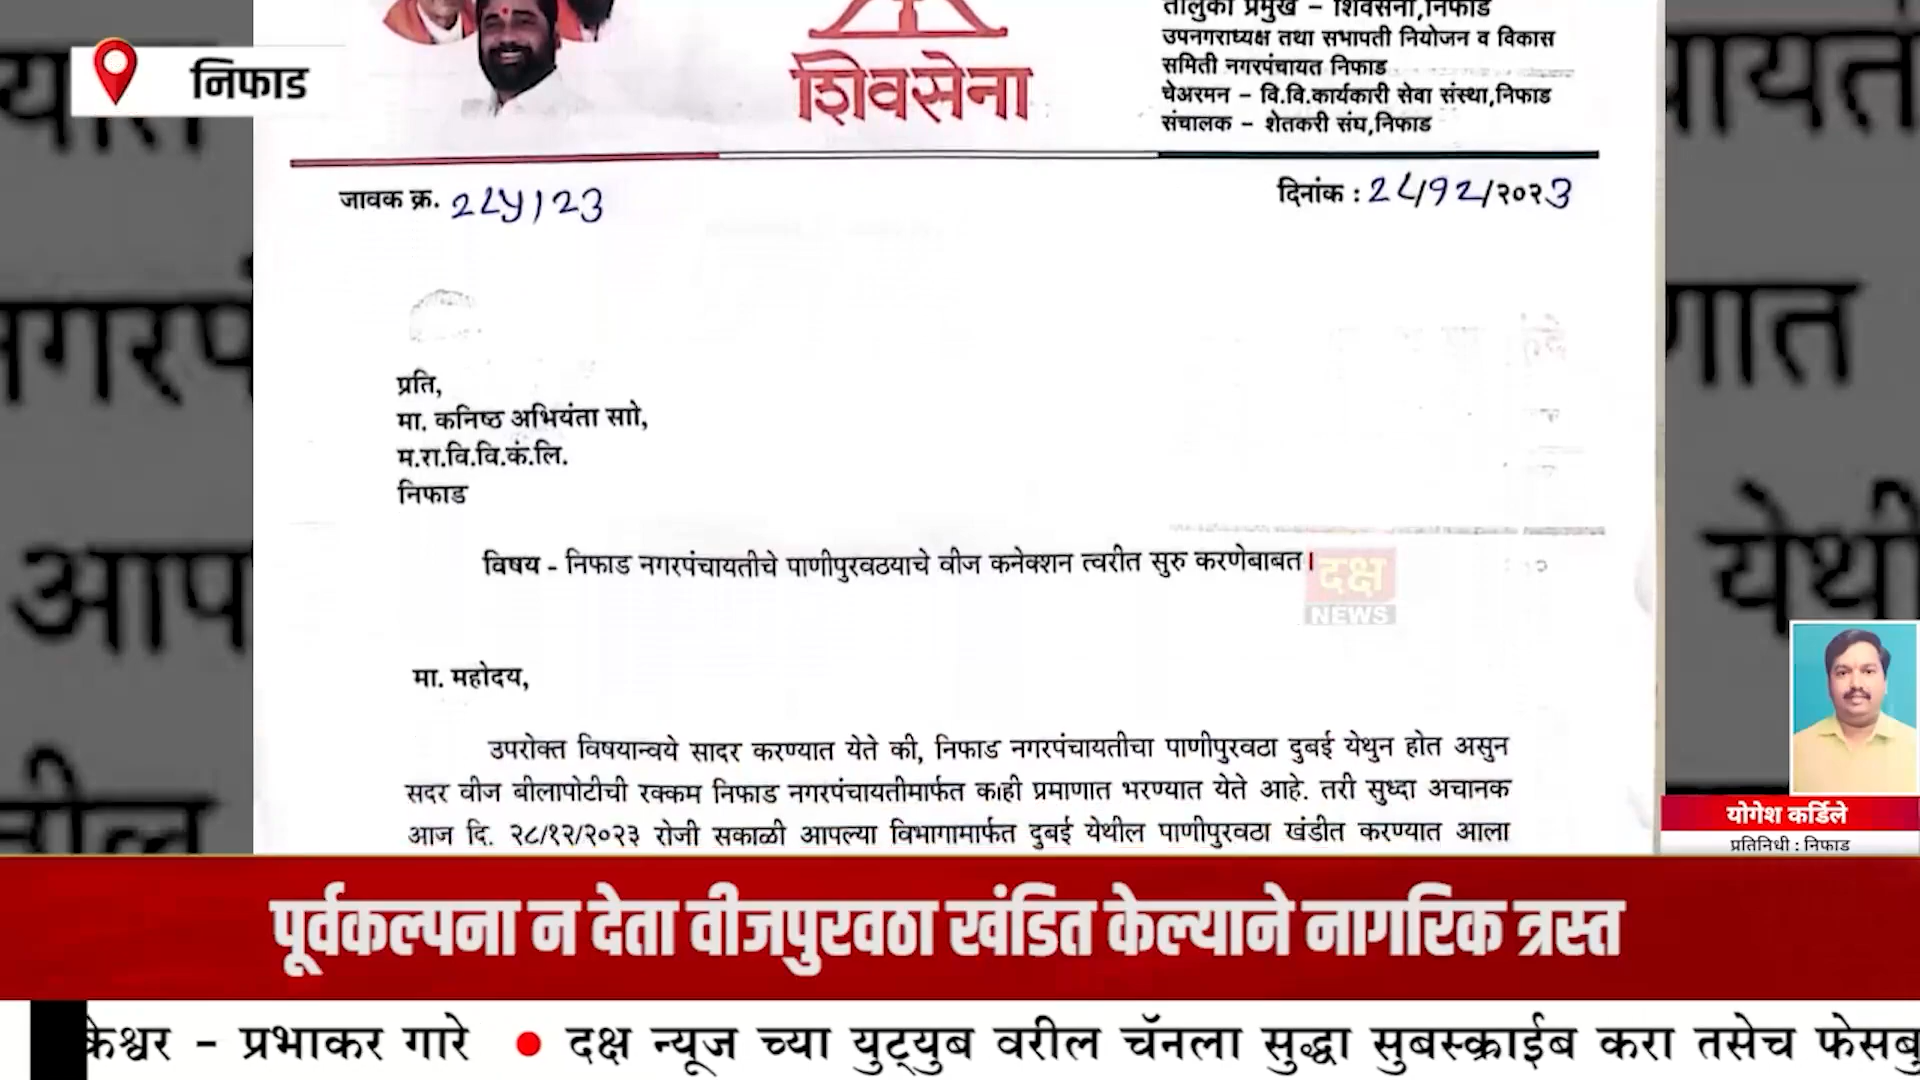 निफाड
तालुका प्रमुख – शिवसेना,निफाड
उपनगराध्यक्ष तथा सभापती नियोजन व विकास
समिती नगरपंचायत निफाड
चेअरमन – वि.वि.कार्यकारी सेवा संस्था,निफाड
संचालक – शेतकरी संघ,निफाड
शिवसेना
जावक क्र. २८५/२3
दिनांक : २८/१२/२०२3
प्रति,
मा. कनिष्ठ अभियंता साो,
म.रा.वि.वि.कं.लि.
निफाड
विषय - निफाड नगरपंचायतीचे पाणीपुरवठयाचे वीज कनेक्शन त्वरीत सुरु करणेबाबत।
दक्ष
NEWS
मा. महोदय,
उपरोक्त विषयान्वये सादर करण्यात येते की, निफाड नगरपंचायतीचा पाणीपुरवठा दुबई येथुन होत असुन
सदर वीज बीलापोटीची रक्कम निफाड नगरपंचायतीमार्फत काही प्रमाणात भरण्यात येते आहे. तरी सुध्दा अचानक
आज दि. २८/१२/२०२३ रोजी सकाळी आपल्या विभागामार्फत दुबई येथील पाणीपुरवठा खंडीत करण्यात आला
योगेश कर्डिले
प्रतिनिधी : निफाड
पूर्वकल्पना न देता वीजपुरवठा खंडित केल्याने नागरिक त्रस्त
केश्वर - प्रभाकर गारे ● दक्ष न्यूज च्या युट्युब वरील चॅनला सुद्धा सुबस्क्राईब करा तसेच फेसबु